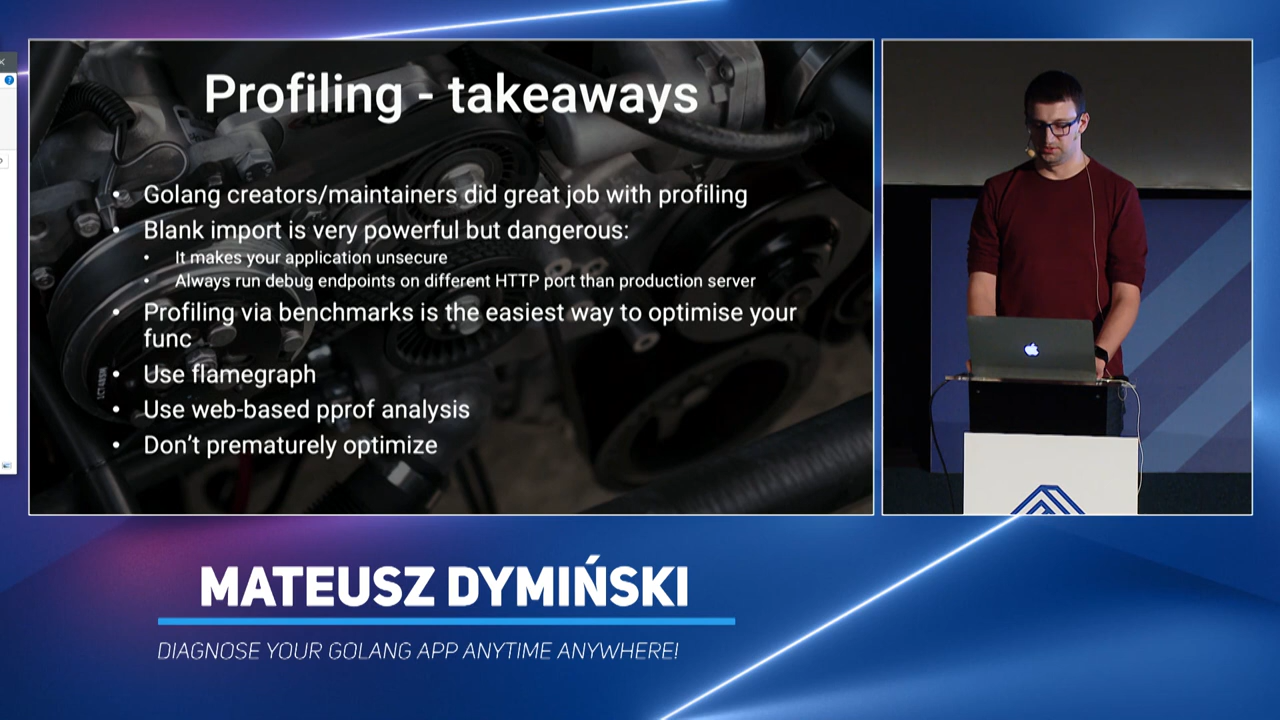 Profiling - takeaways
• Golang creators/maintainers did great job with profiling
• Blank import is very powerful but dangerous:
• It makes your application unsecure
• Always run debug endpoints on different HTTP port than production server
• Profiling via benchmarks is the easiest way to optimise your
func
• Use flamegraph
• Use web-based pprof analysis
• Don’t prematurely optimize
MATEUSZ DYMIŃSKI
DIAGNOSE YOUR GOLANG APP ANYTIME ANYWHERE!